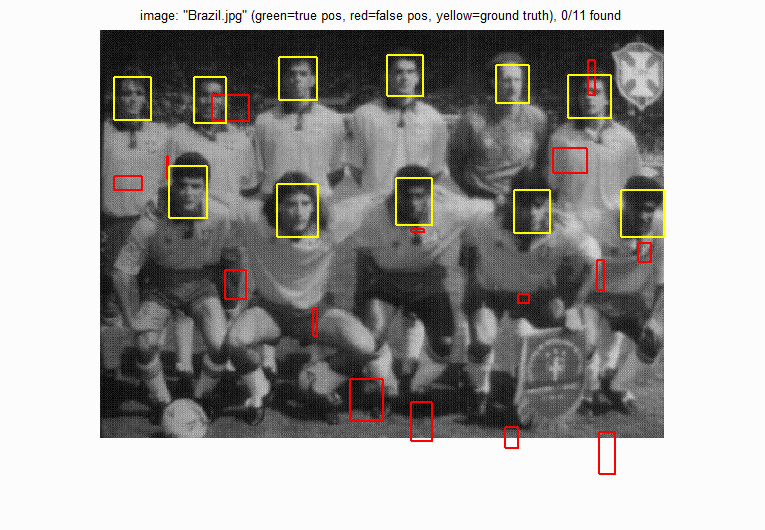 image: "Brazil.jpg" (green=true pos, red=false pos, yellow=ground truth), 0/11 found